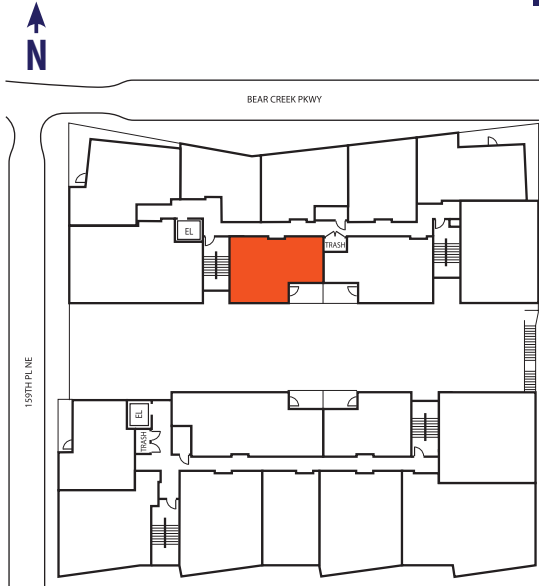 N
BEAR CREEK PKWY
EL
TRASH
159TH PL NE
EL
TRASH